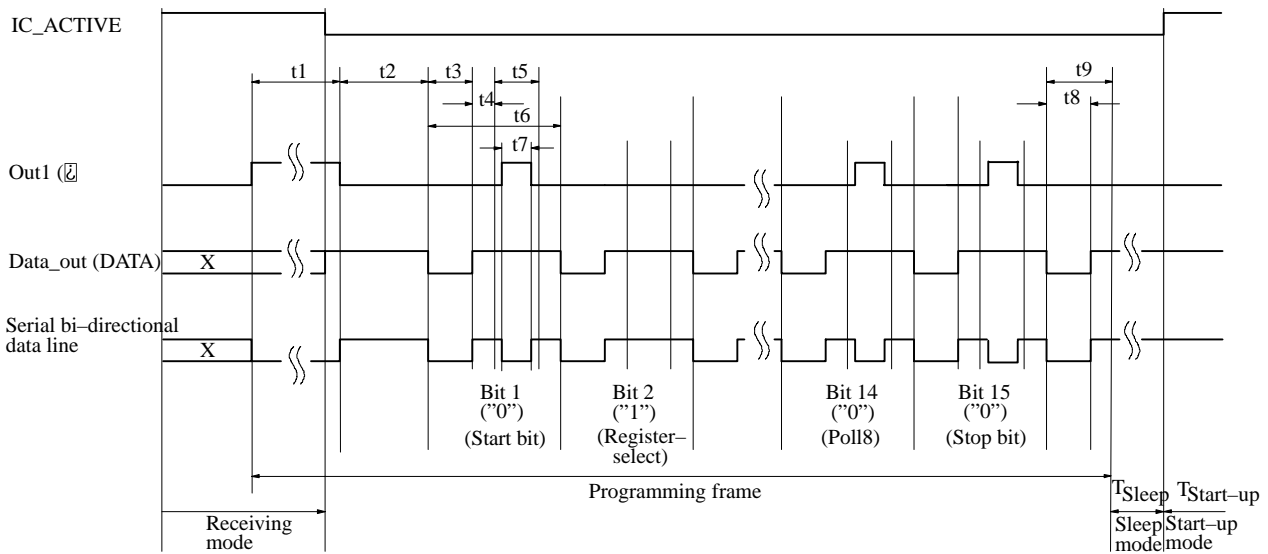 IC_ACTIVE
t1
t2
t3
t5
t9
t4
t8
t6
t7
Out1 (
Data_out (DATA)
X
Serial bi–directional
data line
X
Bit 1
("0")
(Start bit)
Bit 2
("1")
(Register–
select)
Bit 14
("0")
(Poll8)
Bit 15
("0")
(Stop bit)
Programming frame
TSleep
TStart–up
Receiving
mode
Sleep
mode
Start–up
mode